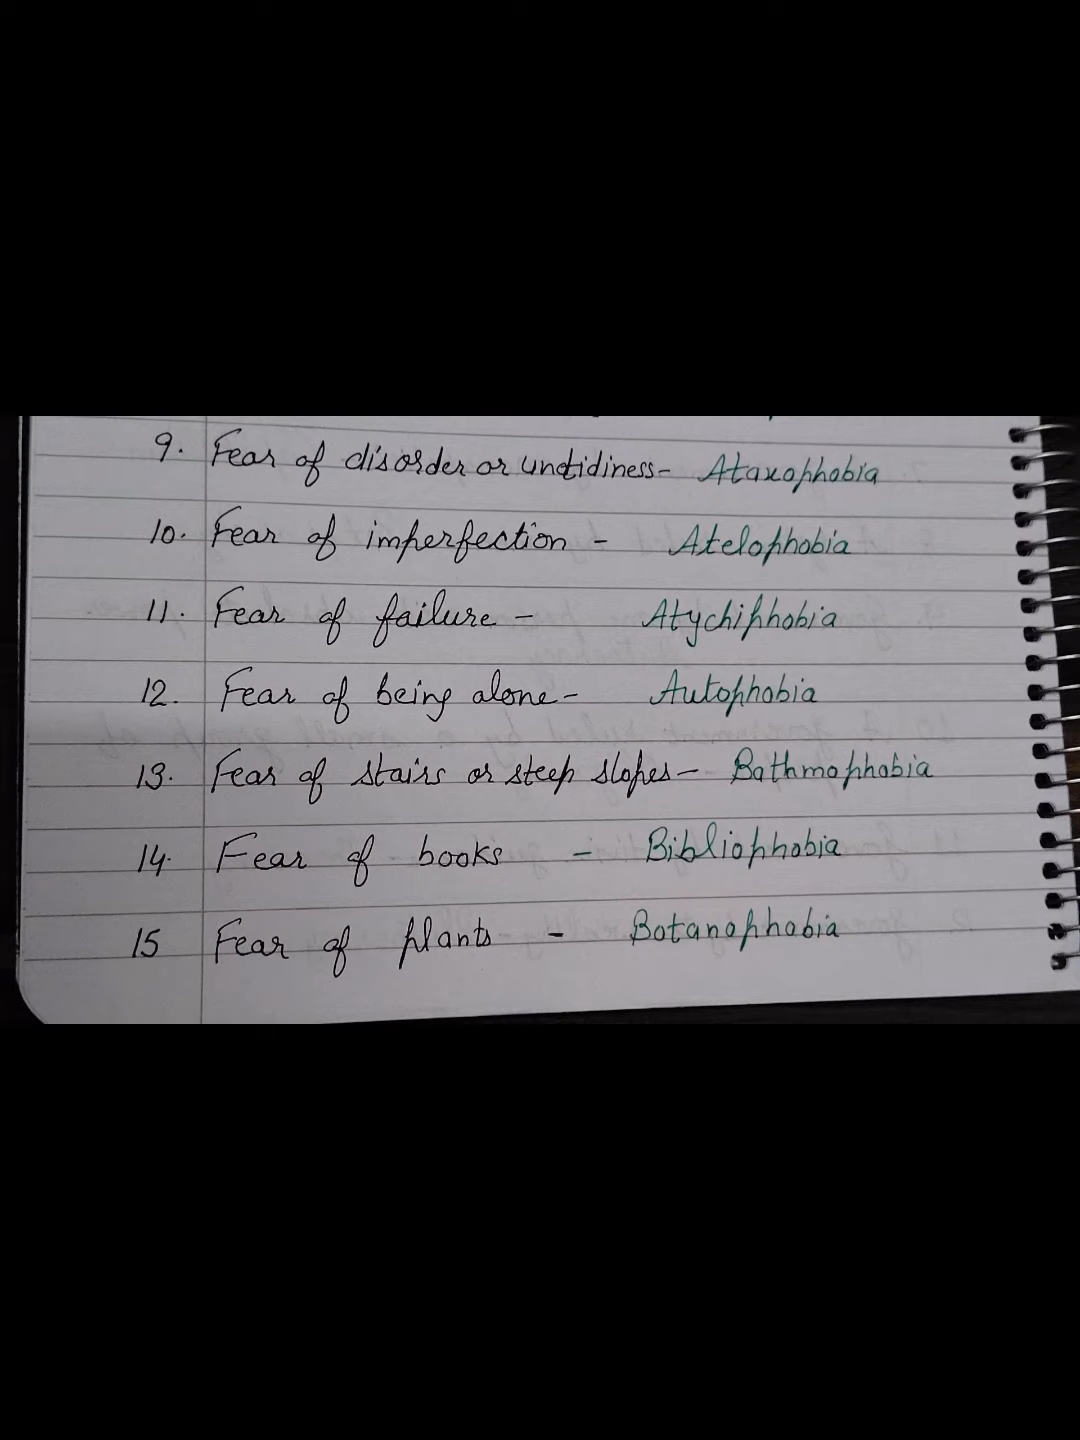 9. Fear of disorder or untidiness- Ataxophobia
10. Fear of imperfection - Atelophobia
11. Fear of failure - Atychiphobia
12. Fear of being alone- Autophobia
13. Fear of stairs or steep slopes- Bathmophobia
14. Fear of books - Bibliophobia
15 Fear of plants - Botanophobia